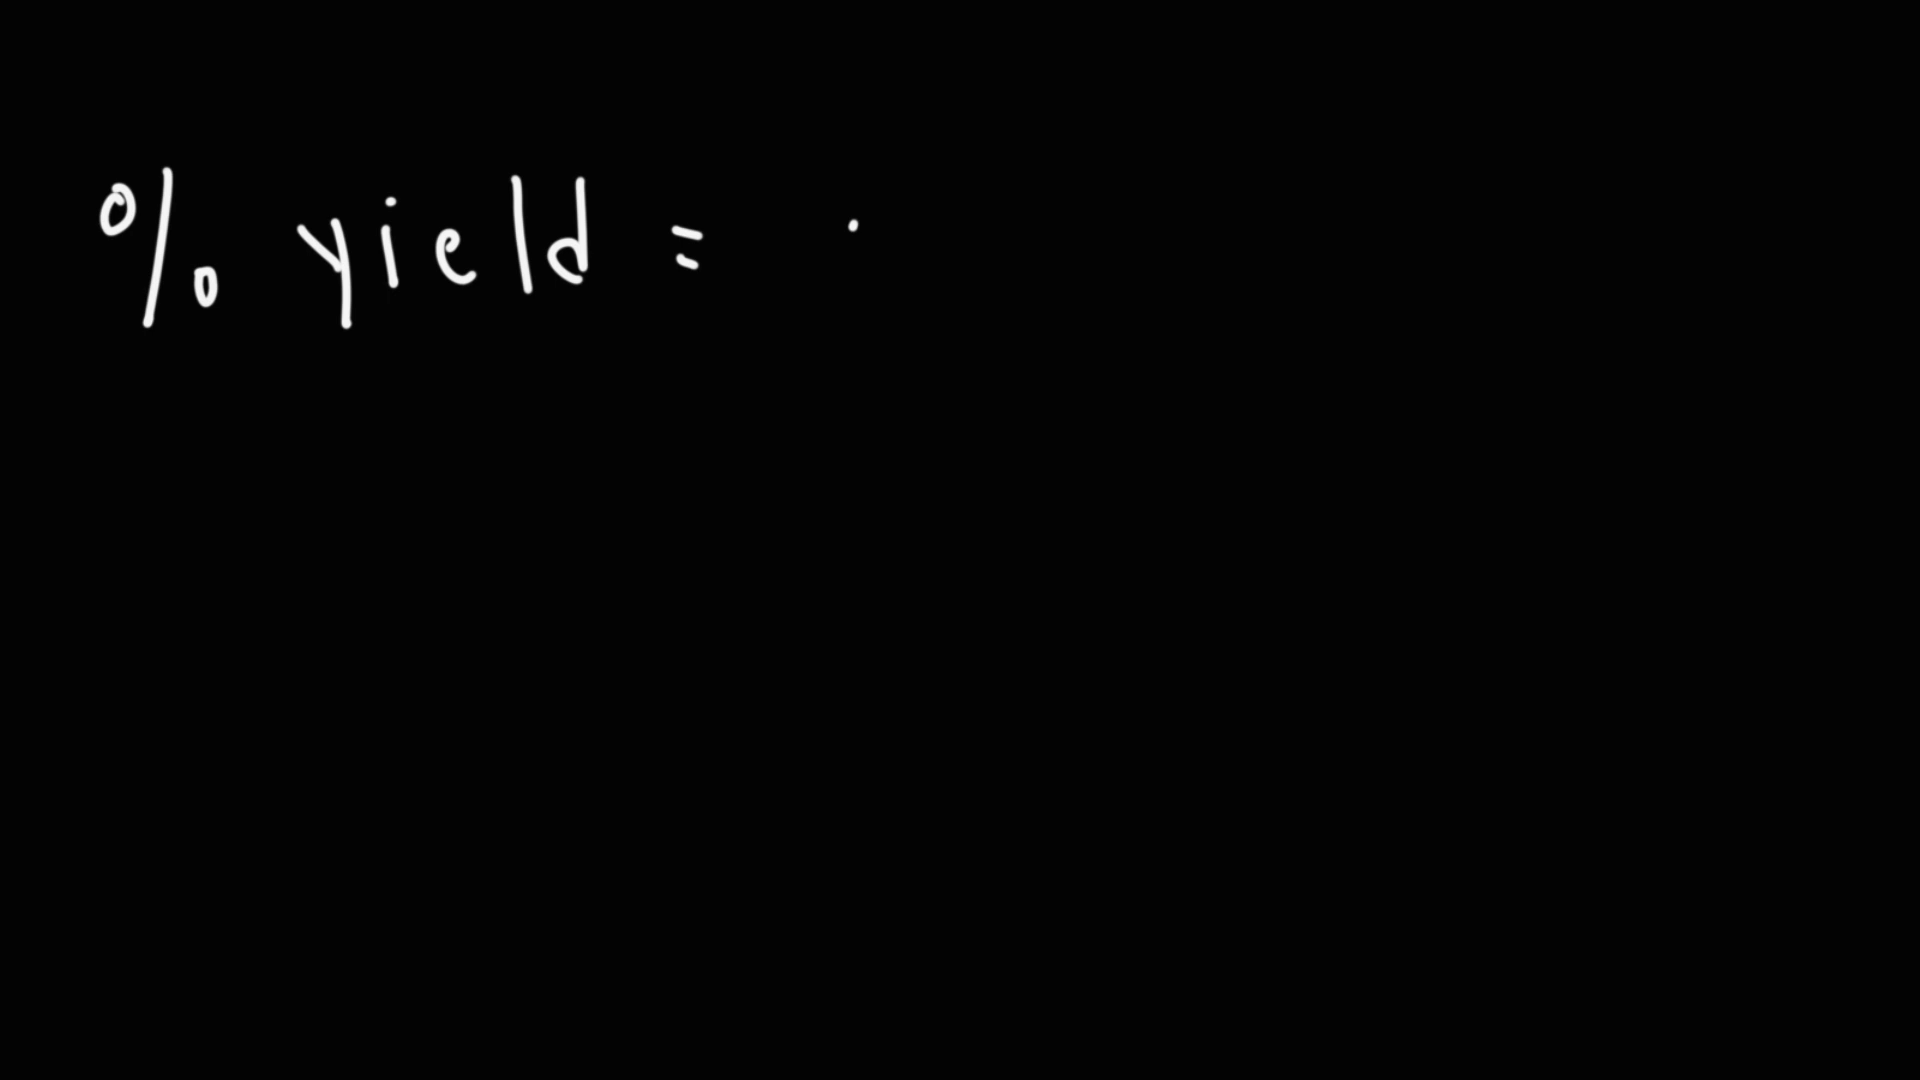 % yield =